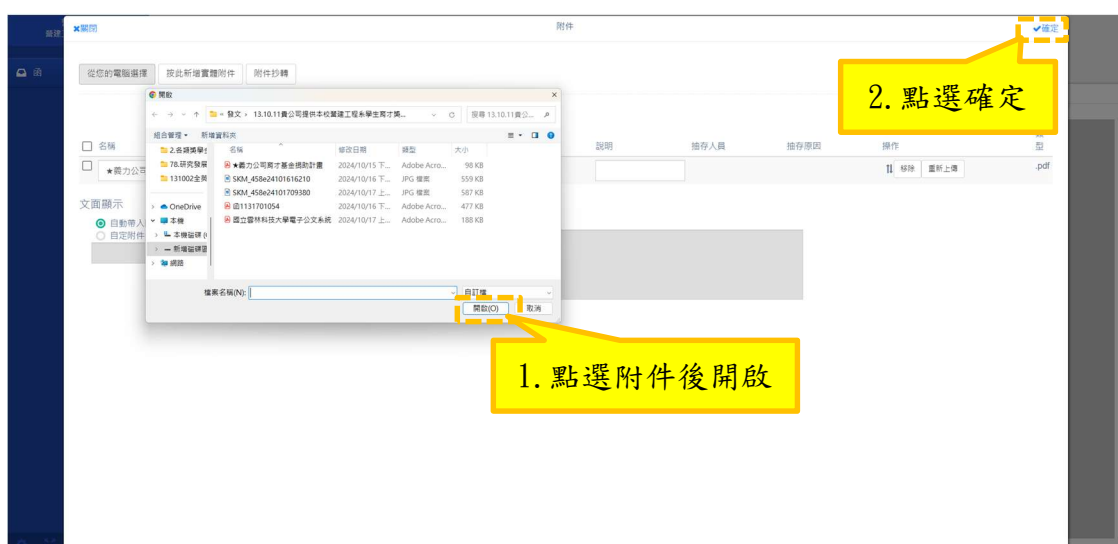 營建
函
✖關閉
附件
✔確定
從您的電腦選擇
按此新增實體附件
附件抄轉
2.點選確定
開啟
« 發文 › 13.10.11貴公司提供本校營建工程系學生育才獎...
搜尋 13.10.11貴公...
組合管理
新增資料夾
名稱 修改日期 類型 大小
2.各類獎學
78.研究發展
131002全英
OneDrive
本機
本機磁碟 (
新增磁碟區
網路
★義力公司育才基金捐助計畫 2024/10/15 下... Adobe Acro... 98 KB
SKM_458e24101616210 2024/10/16 下... JPG 檔案 559 KB
SKM_458e24101709380 2024/10/17 上... JPG 檔案 587 KB
函1131701054 2024/10/16 下... Adobe Acro... 477 KB
國立雲林科技大學電子公文系統 2024/10/17 上... Adobe Acro... 188 KB
檔案名稱(N):
自訂檔
開啟(O)
取消
名稱 說明 抽存人員 抽存原因 操作 型
★義力公司
移除
重新上傳
.pdf
文面顯示
自動帶入
自定附件
1.點選附件後開啟